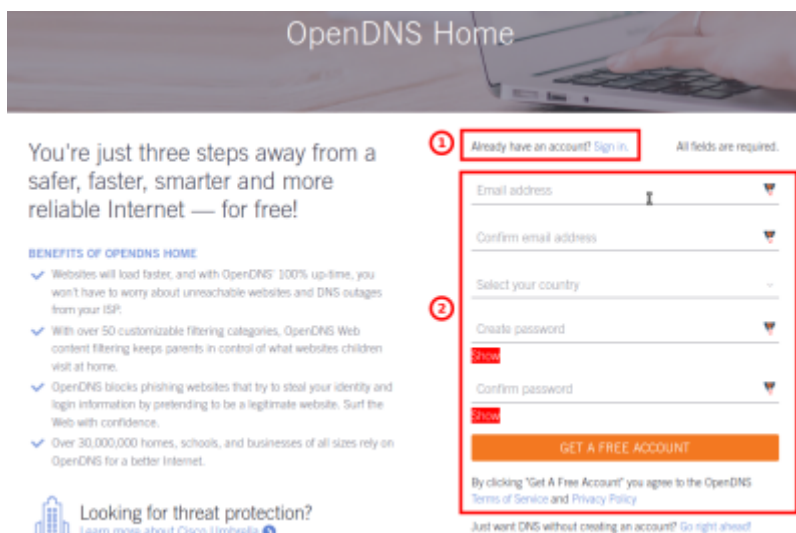 OpenDNS Home
You're just three steps away from a
safer, faster, smarter and more
reliable Internet — for free!
BENEFITS OF OPENDNS HOME
Websites will load faster, and with OpenDNS' 100% up-time, you
won't have to worry about unreachable websites and DNS outages
from your ISP.
With over 50 customizable filtering categories, OpenDNS Web
content filtering keeps parents in control of what websites children
visit at home.
OpenDNS blocks phishing websites that try to steal your identity and
login information by pretending to be a legitimate website. Surf the
Web with confidence.
Over 30,000,000 homes, schools, and businesses of all sizes rely on
OpenDNS for a better Internet.
Looking for threat protection?
Learn more about Cisco Umbrella
1
Already have an account? Sign in. All fields are required.
2
Email address
Confirm email address
Select your country
Create password
Show
Confirm password
Show
GET A FREE ACCOUNT
By clicking "Get A Free Account" you agree to the OpenDNS
Terms of Service and Privacy Policy
Just want DNS without creating an account? Go right ahead!